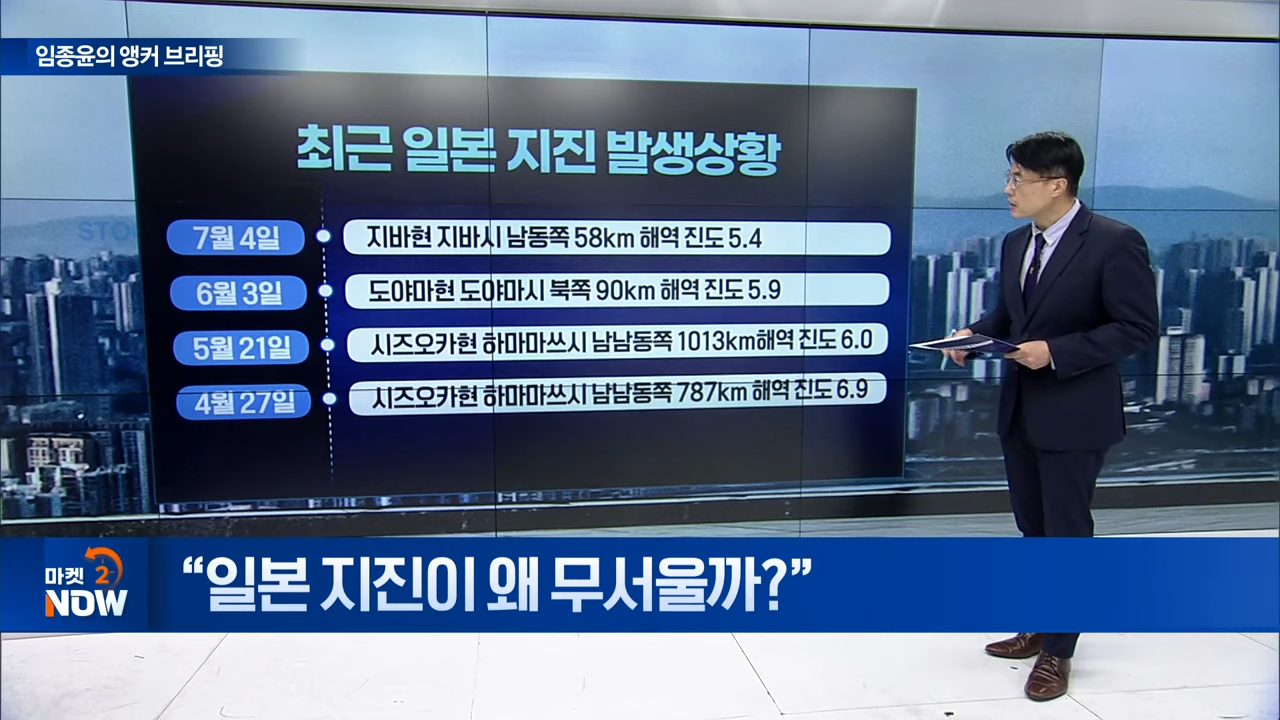 임종윤의 앵커 브리핑
최근 일본 지진 발생상황
7월 4일 지바현 지바시 남동쪽 58km 해역 진도 5.4
6월 3일 도야마현 도야마시 북쪽 90km 해역 진도 5.9
5월 21일 시즈오카현 하마마쓰시 남남동쪽 1013km해역 진도 6.0
4월 27일 시즈오카현 하마마쓰시 남남동쪽 787km 해역 진도 6.9
마켓 2
NOW
“일본 지진이 왜 무서울까?”